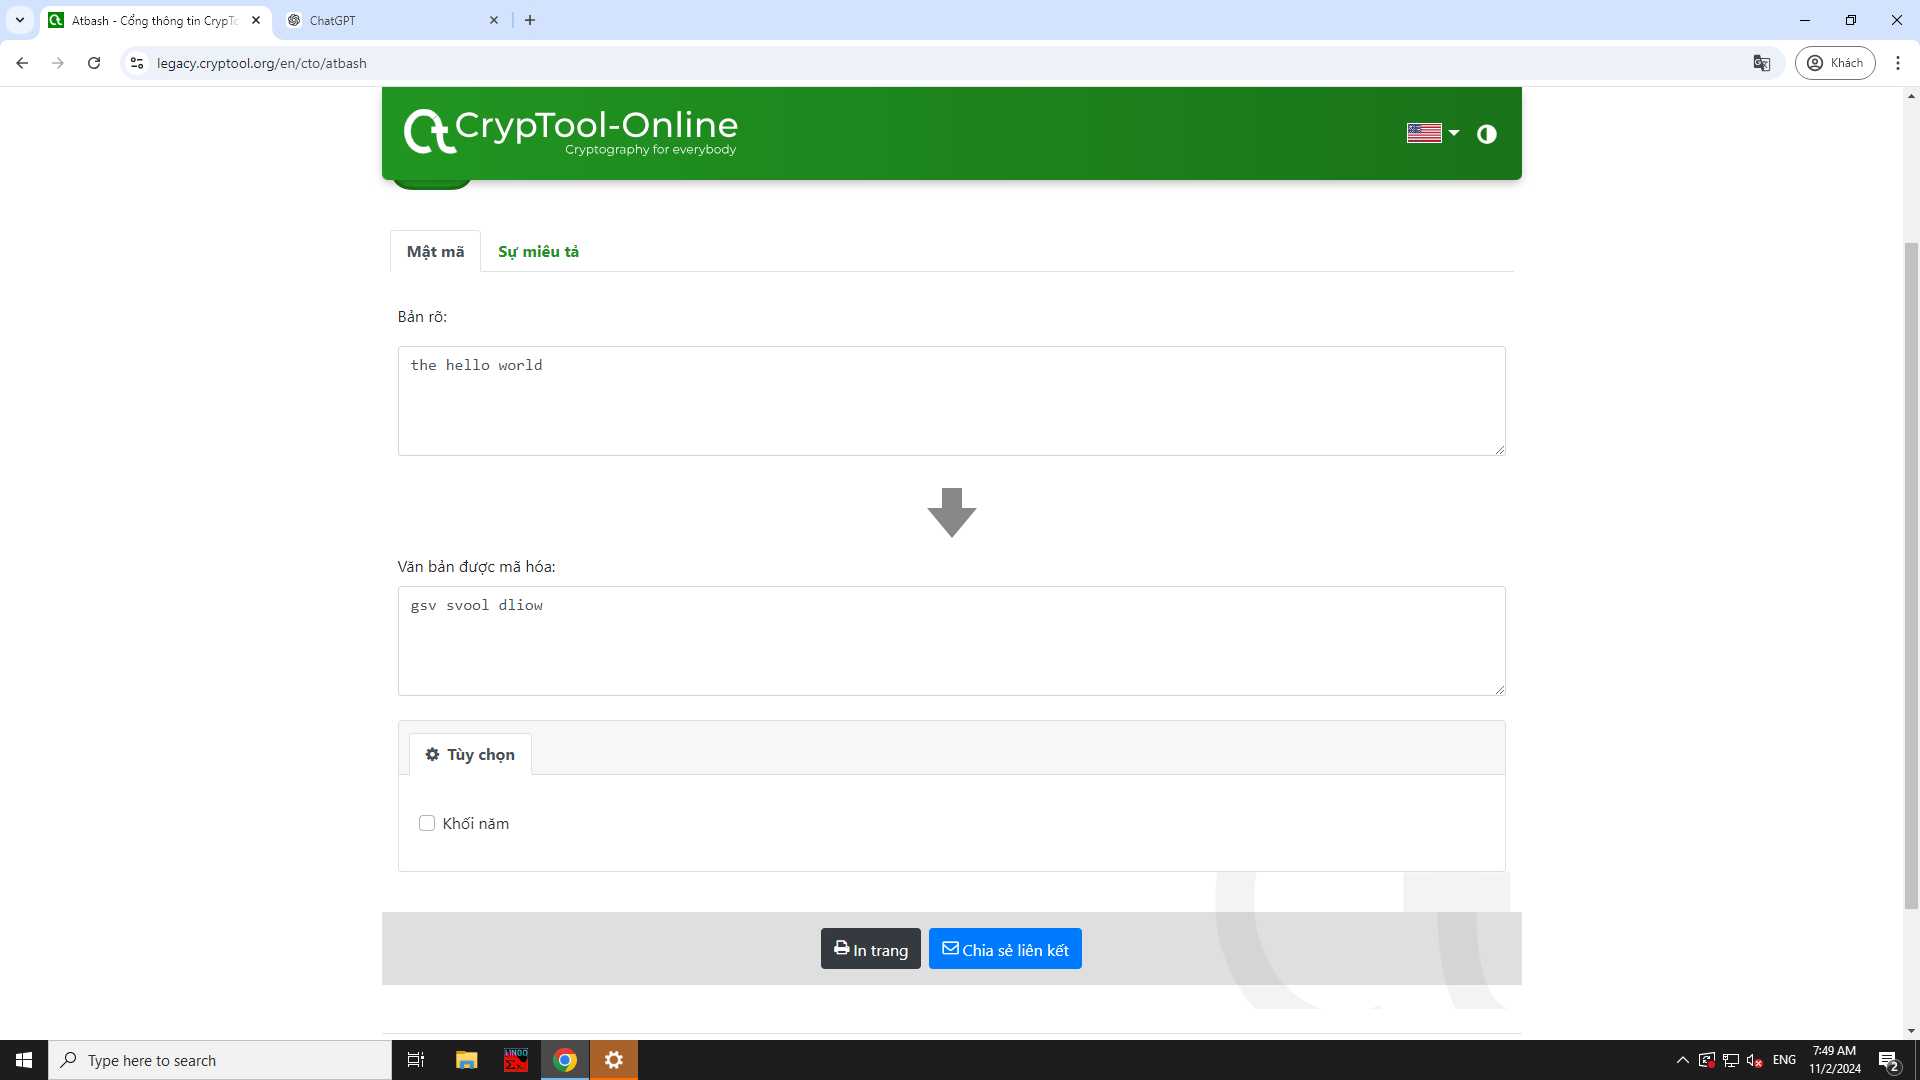 Atbash - Cổng thông tin CrypTo
ChatGPT
legacy.cryptool.org/en/cto/atbash
Khách
CrypTool-Online
Cryptography for everybody
Mật mã
Sự miêu tả
Bản rõ:
the hello world
Văn bản được mã hóa:
gsv svool dliow
Tùy chọn
Khối năm
In trang
Chia sẻ liên kết
Type here to search
LINGO
ENG
7:49 AM
11/2/2024
2